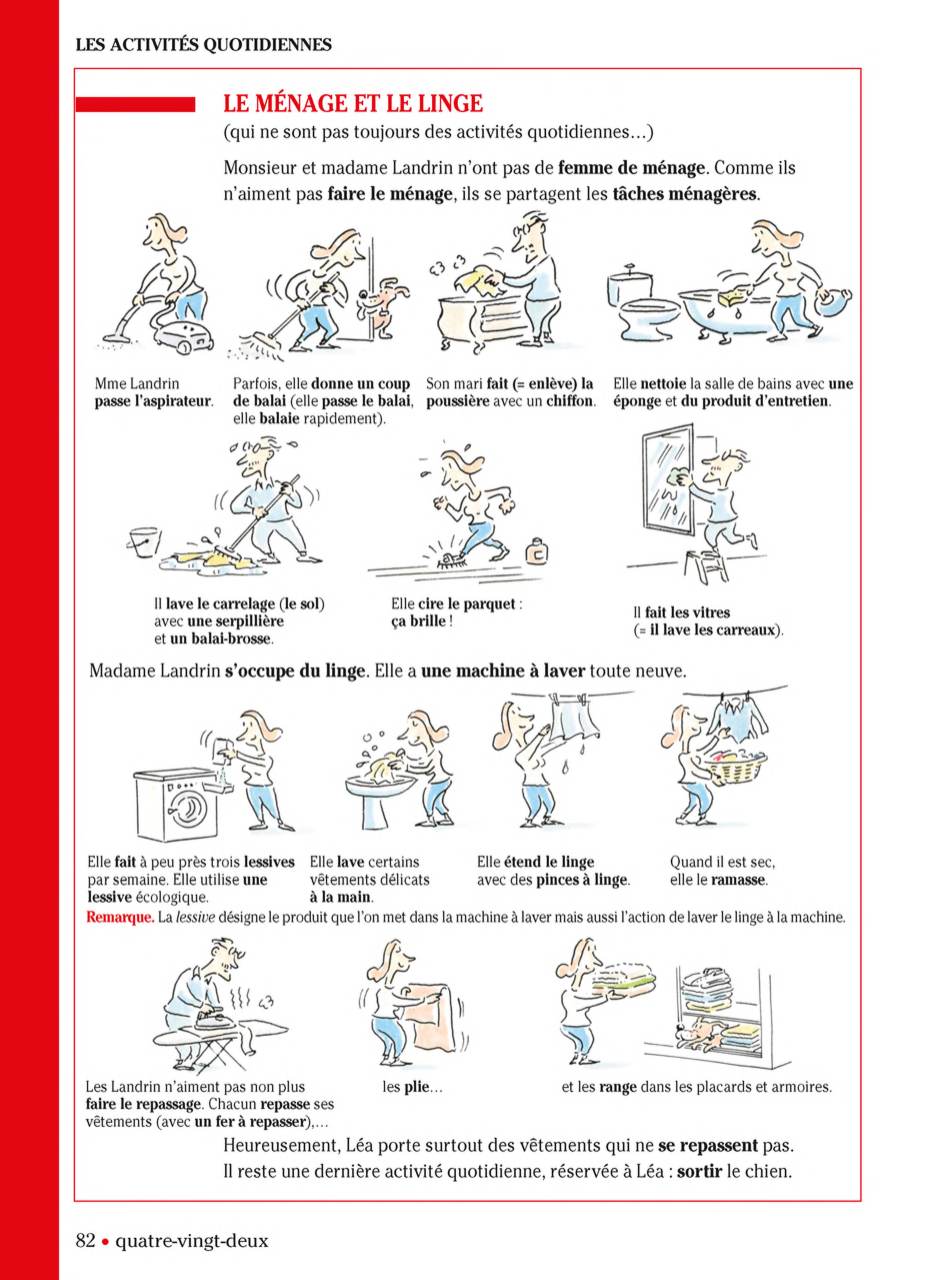 LES ACTIVITÉS QUOTIDIENNES
LE MÉNAGE ET LE LINGE
(qui ne sont pas toujours des activités quotidiennes…)
Monsieur et madame Landrin n’ont pas de femme de ménage. Comme ils
n’aiment pas faire le ménage, ils se partagent les tâches ménagères.
Mme Landrin
passe l’aspirateur.
Parfois, elle donne un coup
de balai (elle passe le balai,
elle balaie rapidement).
Son mari fait (= enlève) la
poussière avec un chiffon.
Elle nettoie la salle de bains avec une
éponge et du produit d’entretien.
Il lave le carrelage (le sol)
avec une serpillière
et un balai-brosse.
Elle cire le parquet :
ça brille !
Il fait les vitres
(= il lave les carreaux).
Madame Landrin s’occupe du linge. Elle a une machine à laver toute neuve.
Elle fait à peu près trois lessives
par semaine. Elle utilise une
lessive écologique.
Elle lave certains
vêtements délicats
à la main.
Elle étend le linge
avec des pinces à linge.
Quand il est sec,
elle le ramasse.
Remarque. La lessive désigne le produit que l’on met dans la machine à laver mais aussi l’action de laver le linge à la machine.
Les Landrin n’aiment pas non plus
faire le repassage. Chacun repasse ses
vêtements (avec un fer à repasser),…
les plie…
et les range dans les placards et armoires.
Heureusement, Léa porte surtout des vêtements qui ne se repassent pas.
Il reste une dernière activité quotidienne, réservée à Léa : sortir le chien.
82 • quatre-vingt-deux